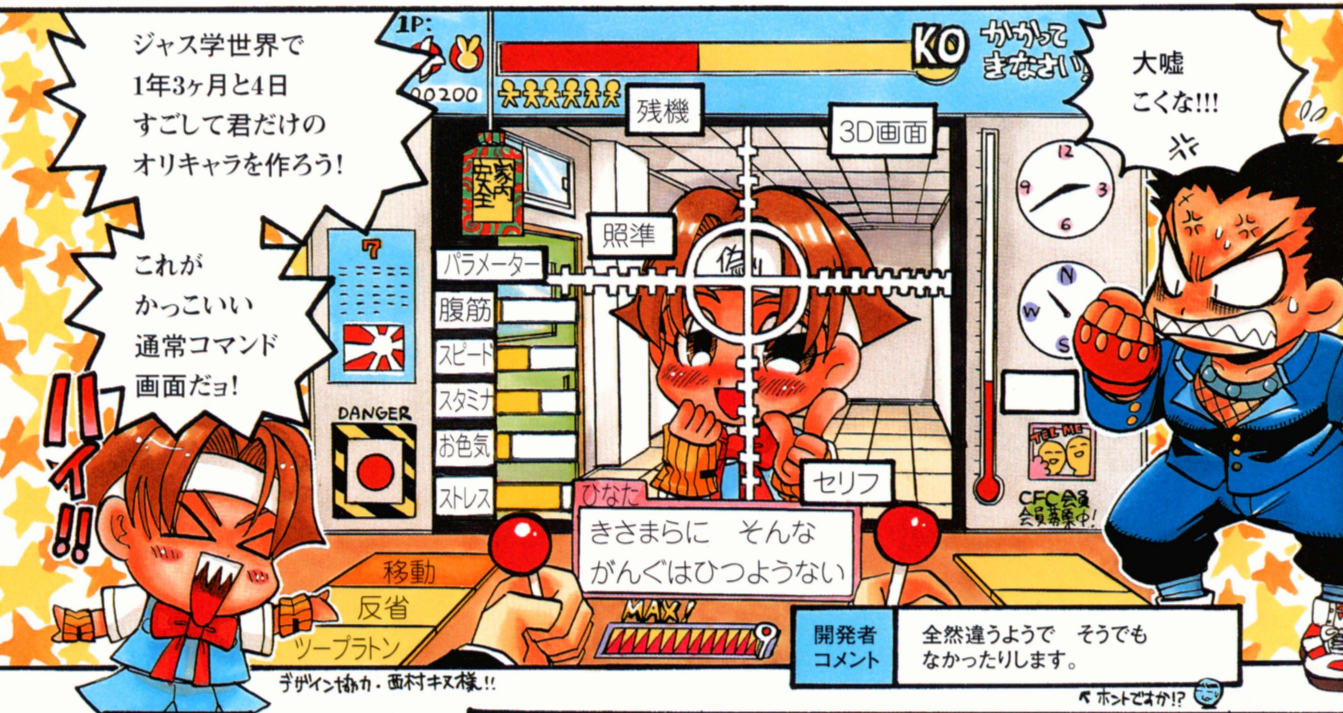 ジャス学世界で
1年3ヶ月と4日
すごして君だけの
オリキャラを作ろう!
これが
かっこいい
通常コマンド
画面だョ!
ハイ!!
1P:
00200
KO
かかって
きなさい!
大嘘
こくな!!!
残機
3D画面
家内
安全
照準
偽
パラメーター
腹筋
スピード
スタミナ
お色気
ストレス
7
DANGER
12
3
6
9
N
W
S
TEL ME
CFC会員
会員募集中!
セリフ
ひなた
きさまらに そんな
がんぐはひつようない
移動
反省
ツープラトン
MAX!
開発者
コメント
全然違うようで そうでも
なかったりします。
デザイン協力・西村キヌ様!!
ホントですか!?